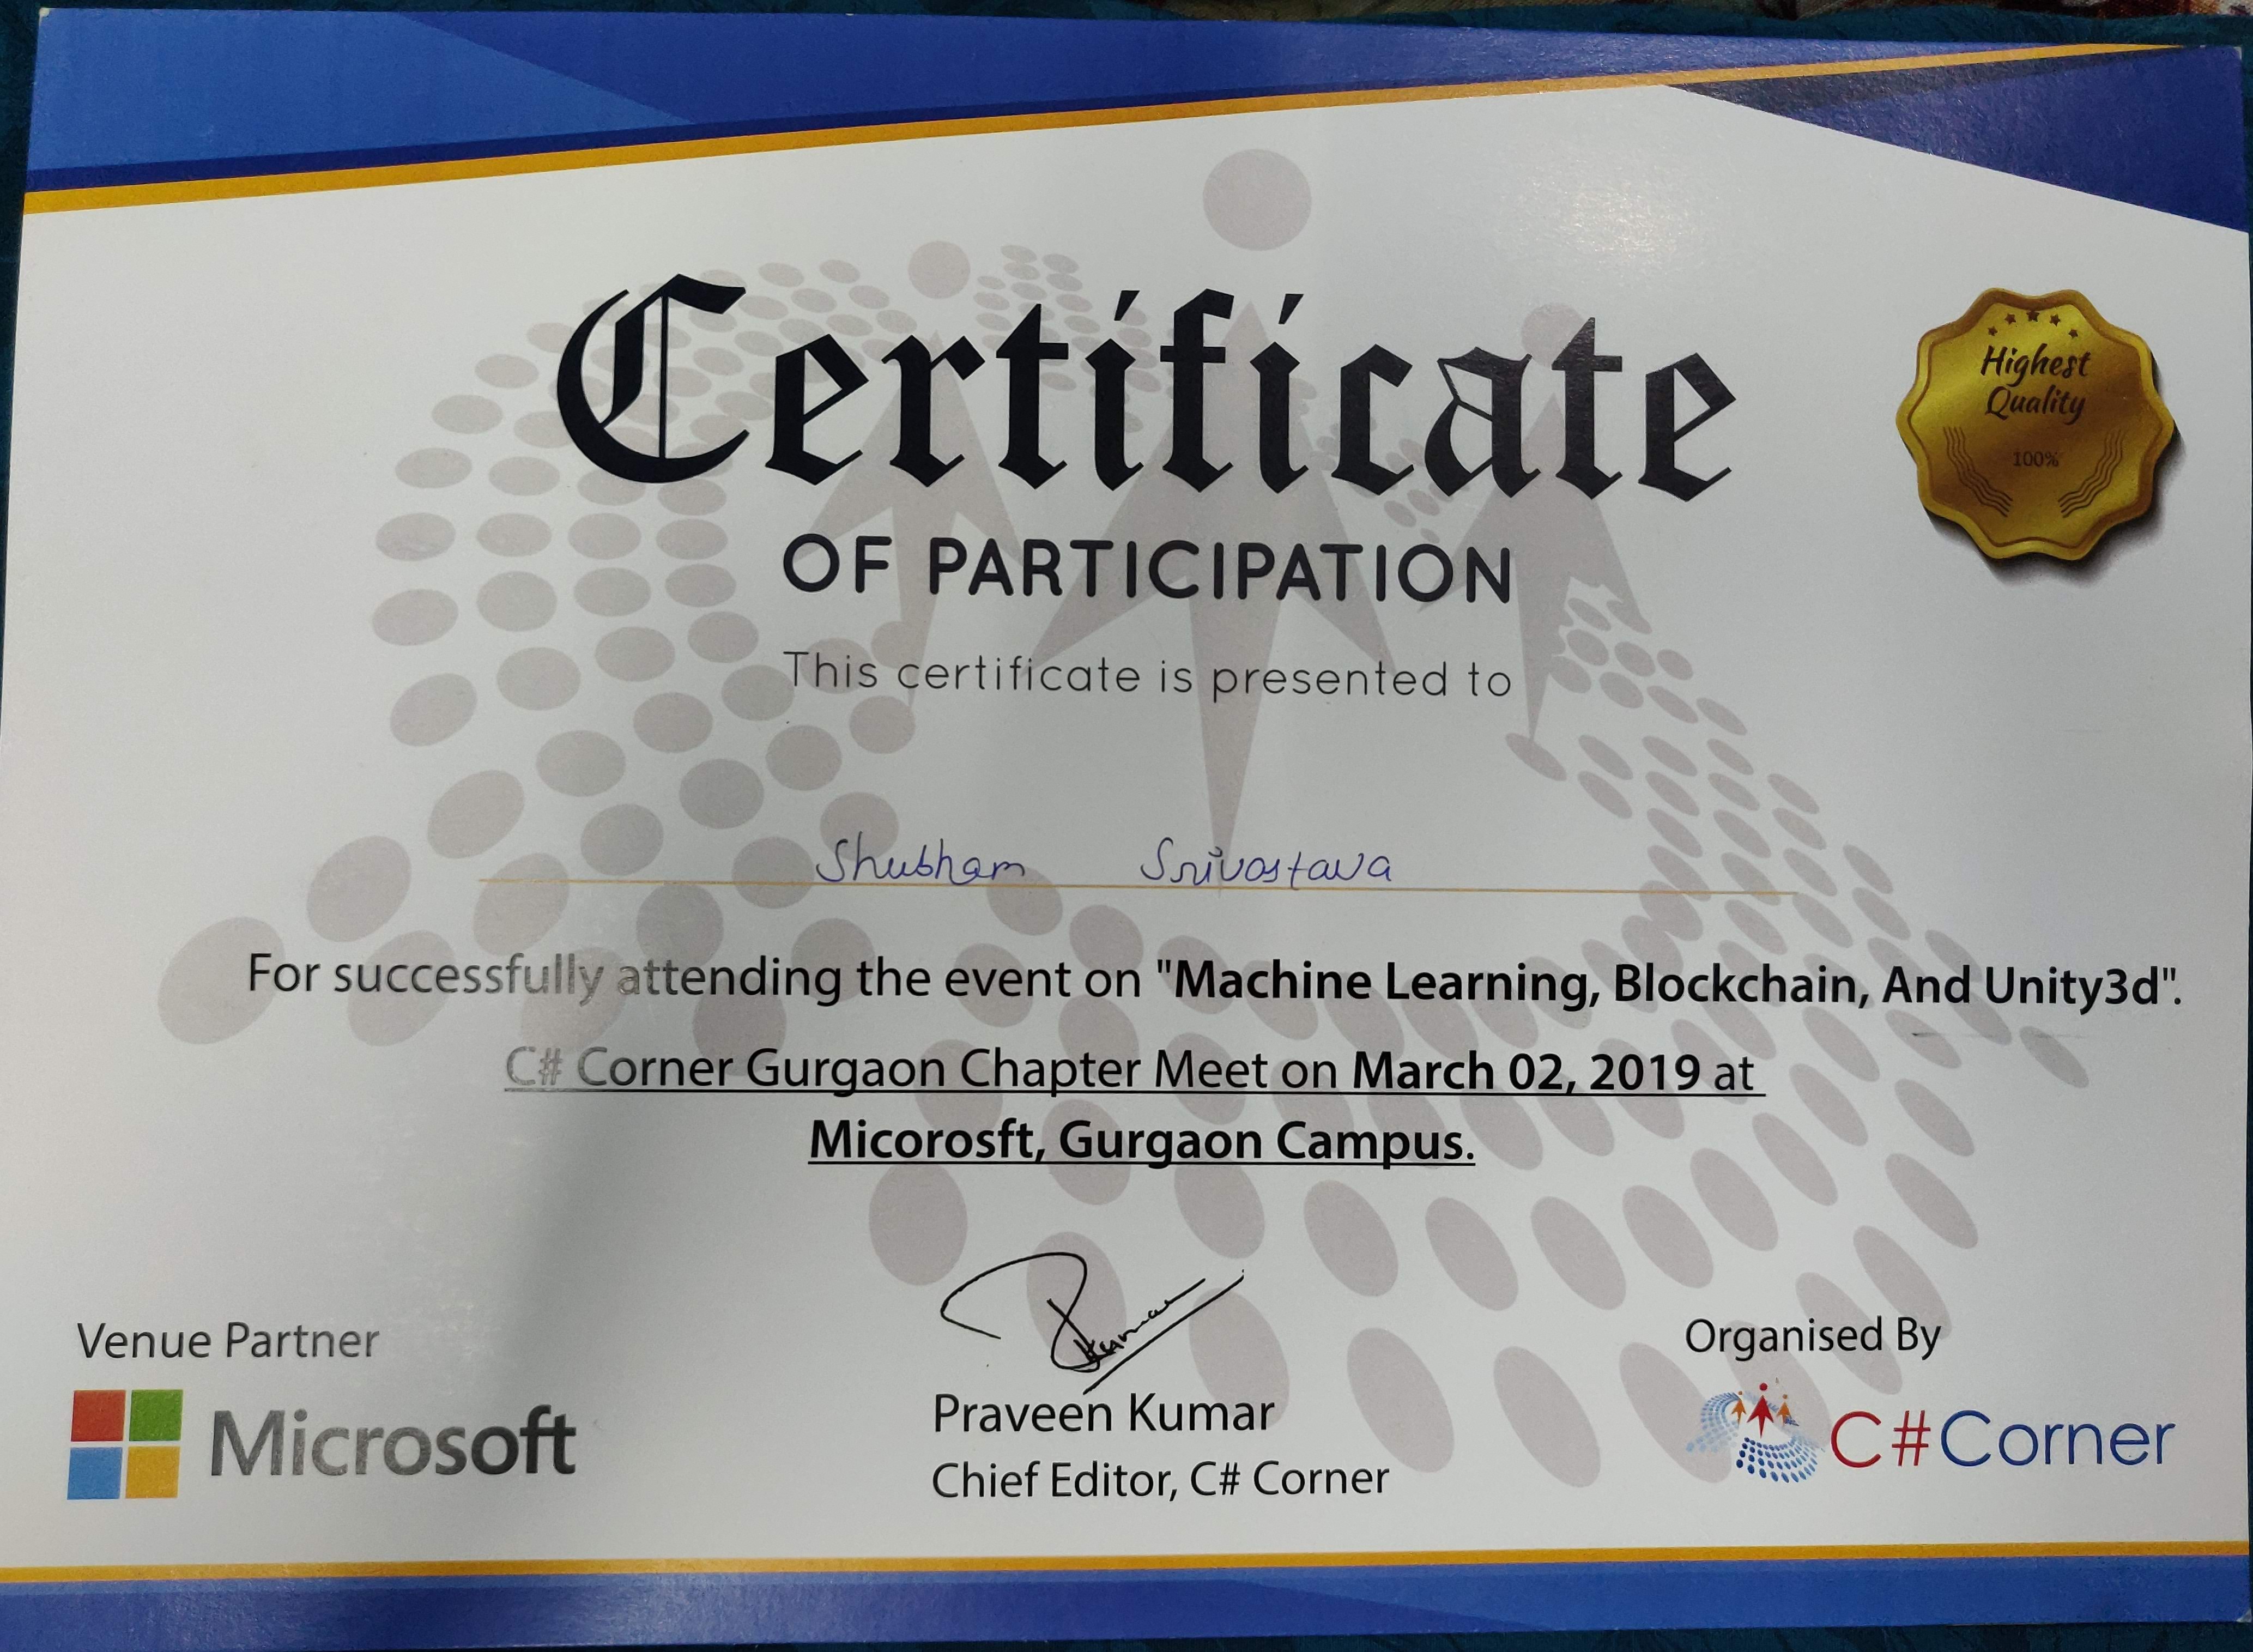 Certificate
OF PARTICIPATION
Highest
Quality
100%
This certificate is presented to
Shubham Srivastava
For successfully attending the event on "Machine Learning, Blockchain, And Unity3d".
C# Corner Gurgaon Chapter Meet on March 02, 2019 at
Micorosft, Gurgaon Campus.
Venue Partner
Microsoft
Kumar
Praveen Kumar
Chief Editor, C# Corner
Organised By
C#Corner